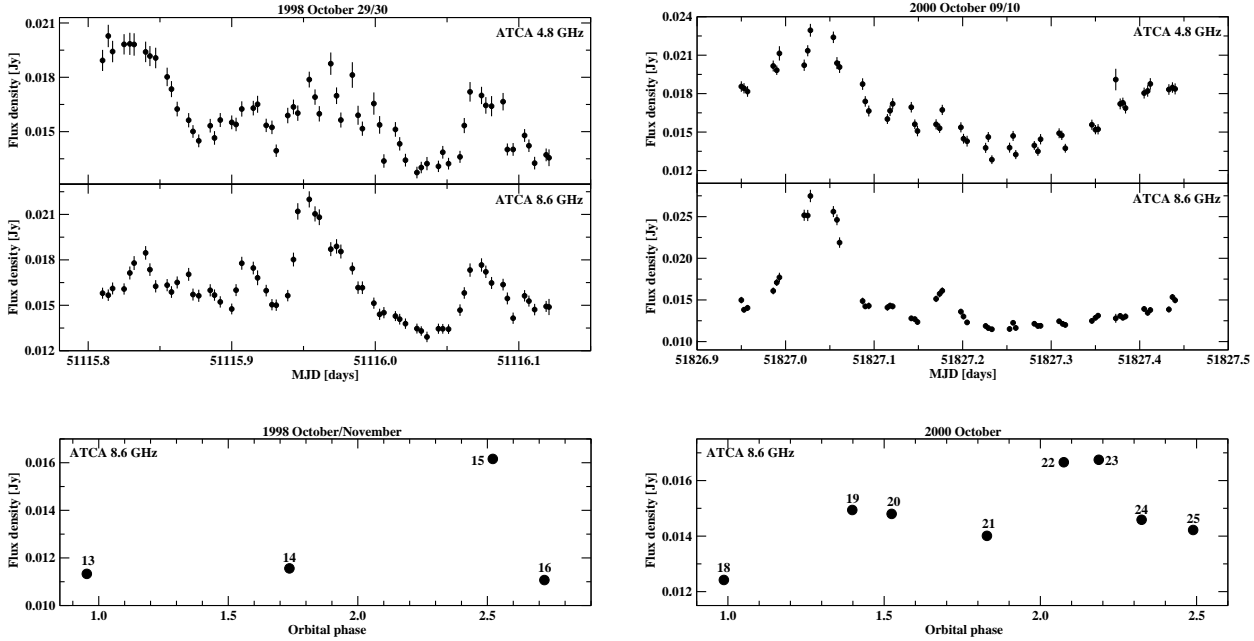 1998 October 29/30
ATCA 4.8 GHz
Flux density [Jy]
0.021
0.018
0.015
ATCA 8.6 GHz
Flux density [Jy]
0.021
0.018
0.015
0.012
51115.8 51115.9 51116.0 51116.1
MJD [days]
2000 October 09/10
ATCA 4.8 GHz
Flux density [Jy]
0.024
0.021
0.018
0.015
0.012
ATCA 8.6 GHz
Flux density [Jy]
0.025
0.020
0.015
0.010
51826.9 51827.0 51827.1 51827.2 51827.3 51827.4 51827.5
MJD [days]
1998 October/November
ATCA 8.6 GHz
Flux density [Jy]
0.016
0.014
0.012
0.010
13
14
15
16
1.0 1.5 2.0 2.5
Orbital phase
2000 October
ATCA 8.6 GHz
Flux density [Jy]
0.016
0.014
0.012
18
19
20
21
22
23
24
25
1.0 1.5 2.0 2.5
Orbital phase